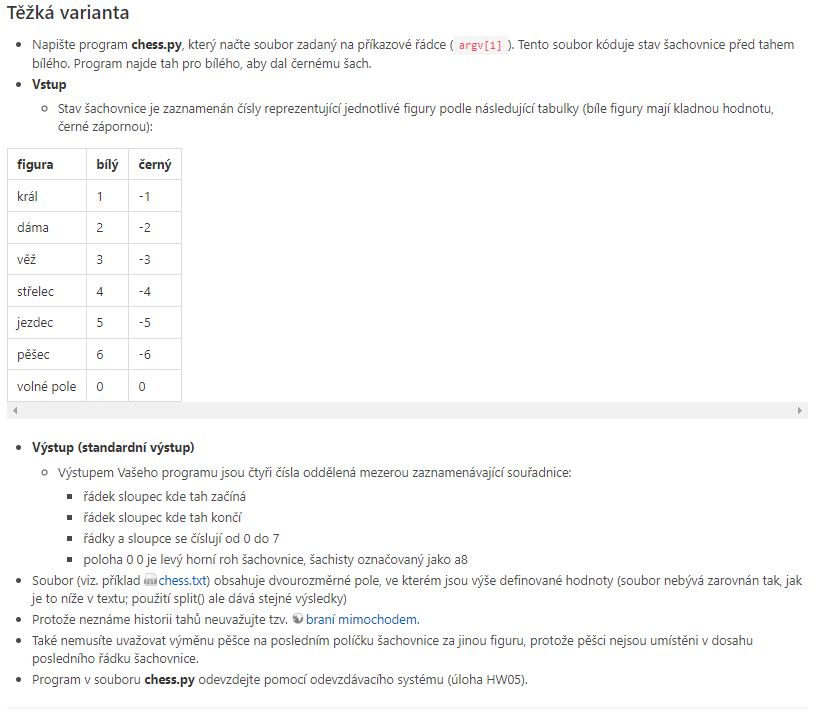 Těžká varianta
Napište program chess.py, který načte soubor zadaný na příkazové řádce ( argv[1] ). Tento soubor kóduje stav šachovnice před tahem
bílého. Program najde tah pro bílého, aby dal černému šach.
Vstup
Stav šachovnice je zaznamenán čísly reprezentující jednotlivé figury podle následující tabulky (bíle figury mají kladnou hodnotu,
černé zápornou):
figura bílý černý
král 1 -1
dáma 2 -2
věž 3 -3
střelec 4 -4
jezdec 5 -5
pěšec 6 -6
volné pole 0 0
Výstup (standardní výstup)
Výstupem Vašeho programu jsou čtyři čísla oddělená mezerou zaznamenávající souřadnice:
řádek sloupec kde tah začíná
řádek sloupec kde tah končí
řádky a sloupce se číslují od 0 do 7
poloha 0 0 je levý horní roh šachovnice, šachisty označovaný jako a8
Soubor (viz. příklad chess.txt) obsahuje dvourozměrné pole, ve kterém jsou výše definované hodnoty (soubor nebývá zarovnán tak, jak
je to níže v textu; použití split() ale dává stejné výsledky)
Protože neznáme historii tahů neuvažujte tzv. braní mimochodem.
Také nemusíte uvažovat výměnu pěšce na posledním políčku šachovnice za jinou figuru, protože pěšci nejsou umístěni v dosahu
posledního řádku šachovnice.
Program v souboru chess.py odevzdejte pomocí odevzdávacího systému (úloha HW05).